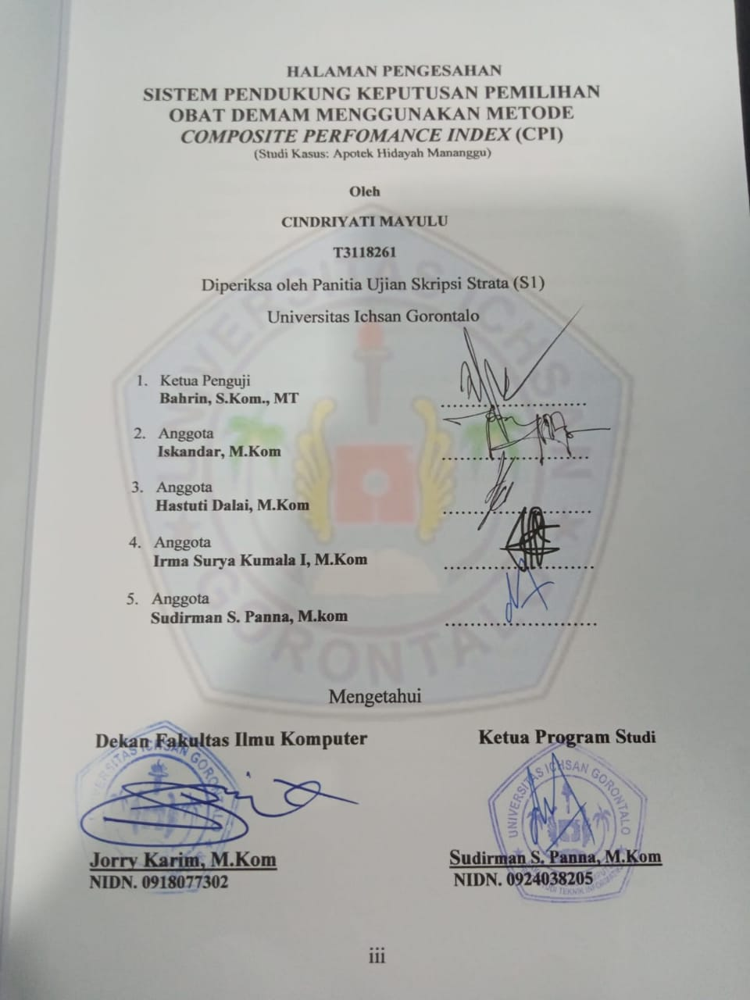 HALAMAN PENGESAHAN
SISTEM PENDUKUNG KEPUTUSAN PEMILIHAN
OBAT DEMAM MENGGUNAKAN METODE
COMPOSITE PERFOMANCE INDEX (CPI)
(Studi Kasus: Apotek Hidayah Mananggu)
Oleh
CINDRIYATI MAYULU
T3118261
Diperiksa oleh Panitia Ujian Skripsi Strata (S1)
Universitas Ichsan Gorontalo
1. Ketua Penguji
Bahrin, S.Kom., MT
2. Anggota
Iskandar, M.Kom
3. Anggota
Hastuti Dalai, M.Kom
4. Anggota
Irma Surya Kumala I, M.Kom
5. Anggota
Sudirman S. Panna, M.kom
UNIVERSITAS ICHSAN
GORONTALO
Mengetahui
Dekan Fakultas Ilmu Komputer
UNIVERSITAS ICHSAN GORONTALO
Jorry Karim, M.Kom
NIDN. 0918077302
Ketua Program Studi
UNIVERSITAS ICHSAN GORONTALO
Sudirman S. Panna, M.Kom
NIDN. 0924038205
iii